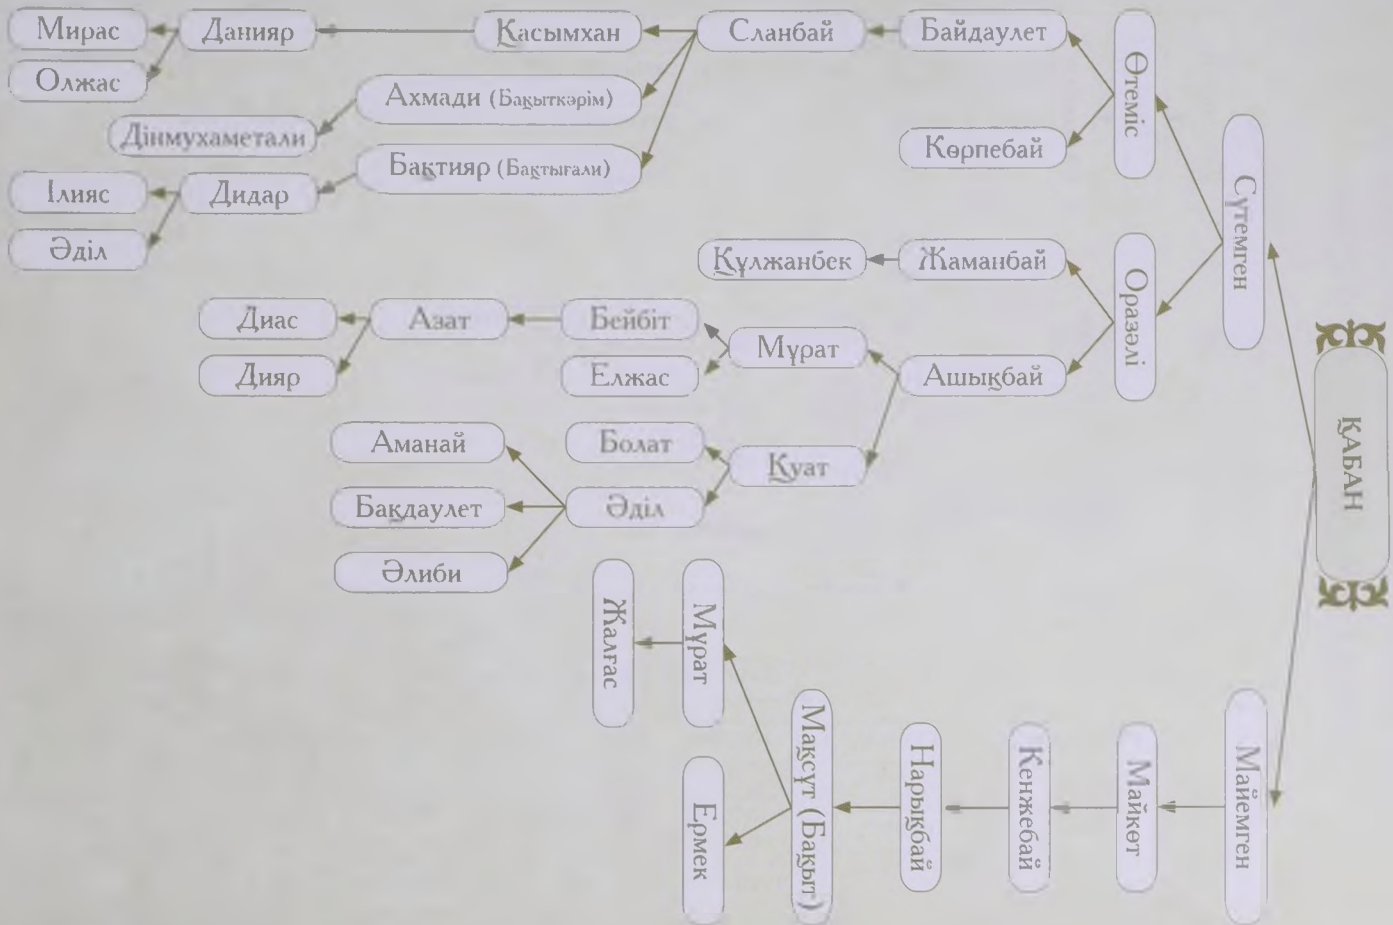 ҚАБАН
Сүтемген
Майемген
Өтеміс
Оразәлі
Майкөт
Байдаулет
Көрпебай
Жаманбай
Ашықбай
Кенжебай
Нарықбай
Сланбай
Құлжанбек
Мұрат
Қуат
Мақсұт (Бақыт)
Қасымхан
Ахмади (Бақыткәрім)
Бақтияр (Бақтығали)
Бейбіт
Елжас
Болат
Әділ
Мұрат
Ермек
Жалғас
Данияр
Дінмухаметали
Дидар
Азат
Аманай
Бақдаулет
Әлиби
Мирас
Олжас
Ілияс
Әділ
Диас
Дияр